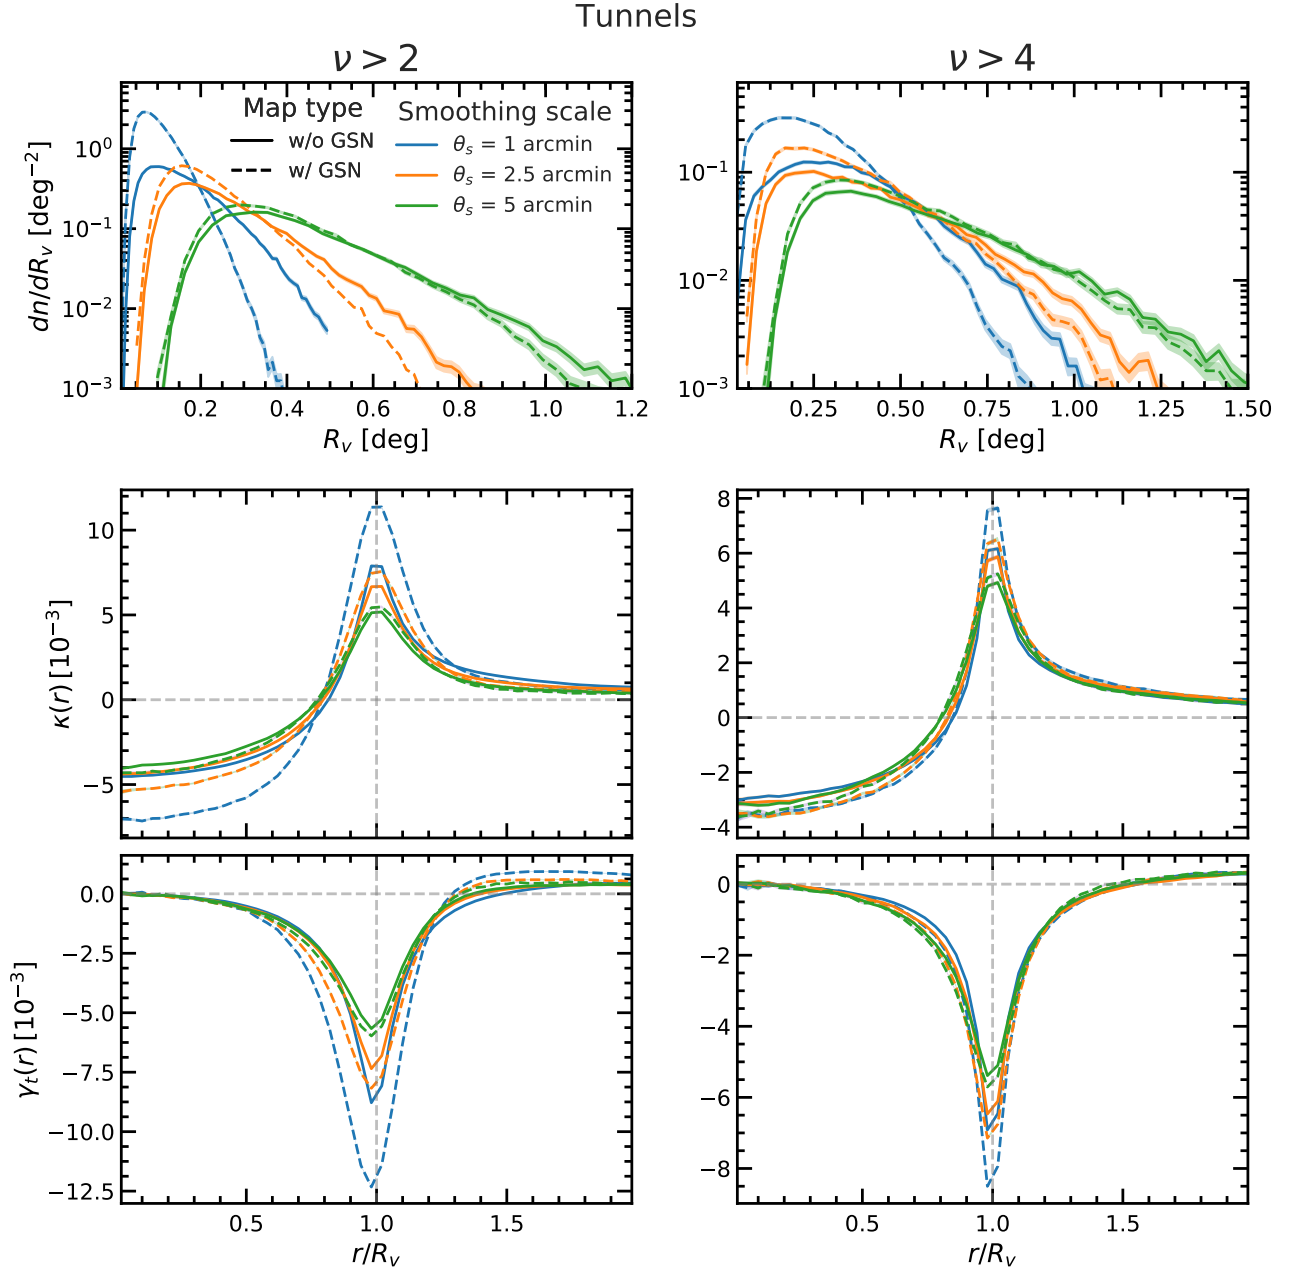 Tunnels
ν > 2
ν > 4
Map type
w/o GSN
w/ GSN
Smoothing scale
θs = 1 arcmin
θs = 2.5 arcmin
θs = 5 arcmin
dn/dRv [deg⁻²]
10⁰
10⁻¹
10⁻²
10⁻³
0.2 0.4 0.6 0.8 1.0 1.2
Rv [deg]
10⁻¹
10⁻²
10⁻³
0.25 0.50 0.75 1.00 1.25 1.50
Rv [deg]
κ(r) [10⁻³]
10
5
0
−5
8
6
4
2
0
−2
−4
γt(r) [10⁻³]
0.0
−2.5
−5.0
−7.5
−10.0
−12.5
0.5 1.0 1.5
r/Rv
0
−2
−4
−6
−8
0.5 1.0 1.5
r/Rv